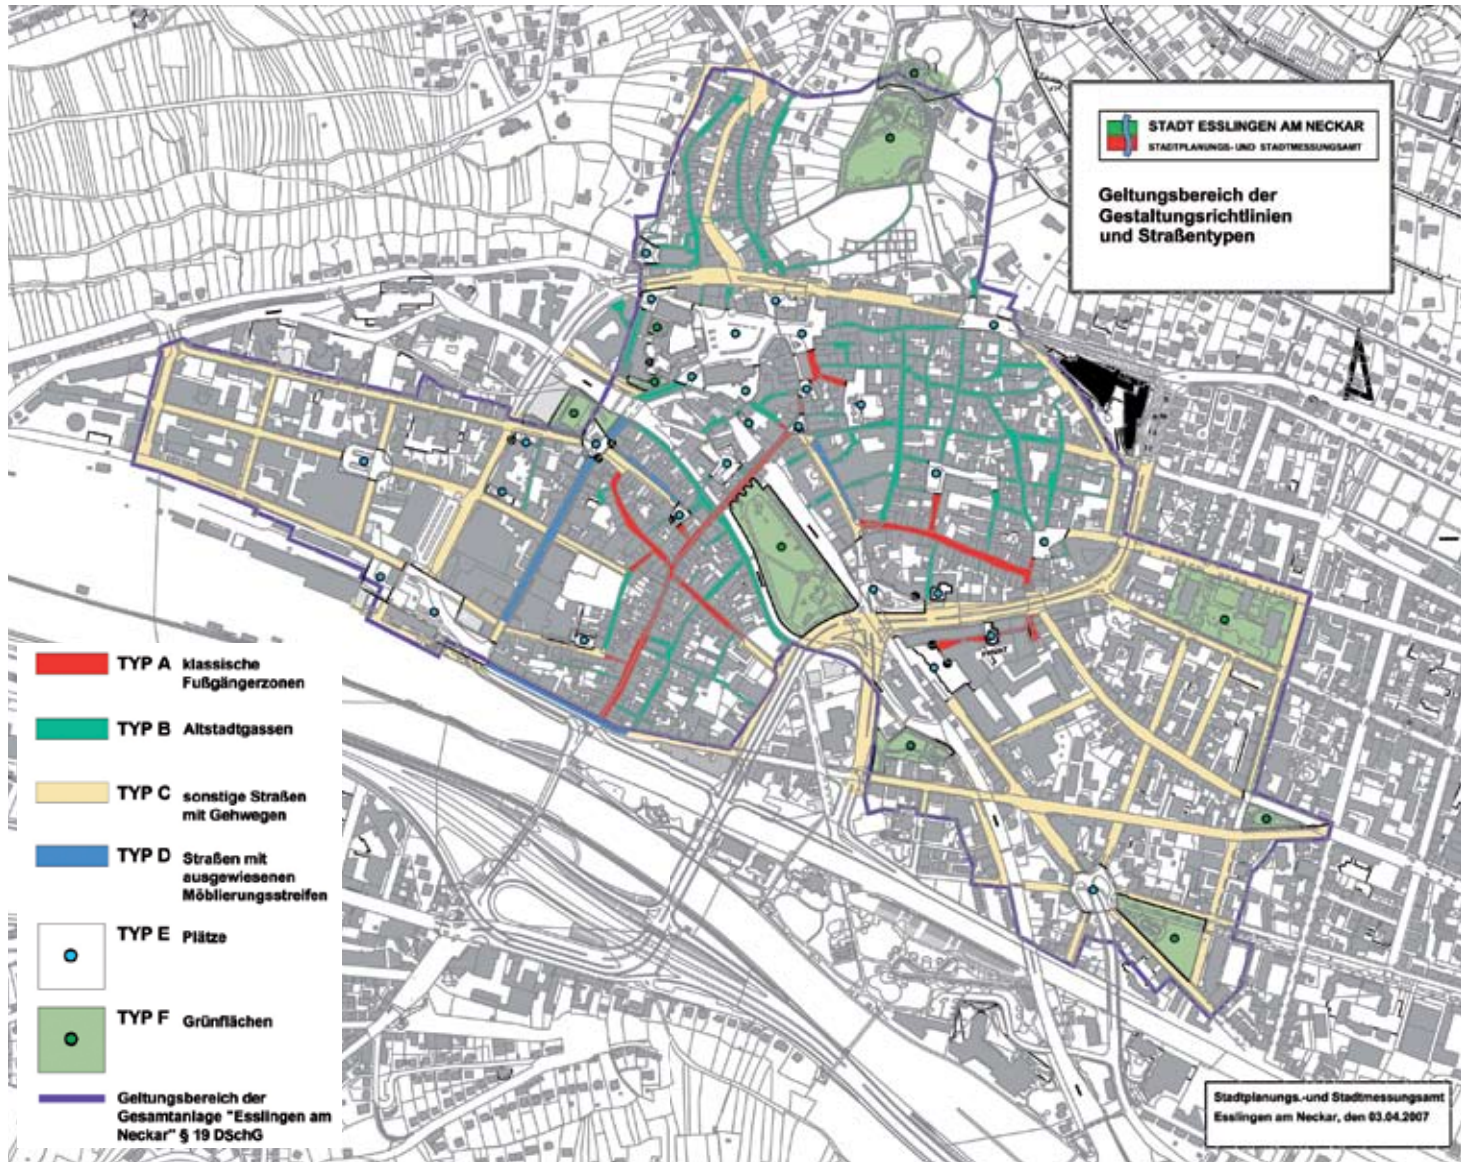 STADT ESSLINGEN AM NECKAR
STADTPLANUNGS- UND STADTMESSUNGSAMT
Geltungsbereich der
Gestaltungsrichtlinien
und Straßentypen
TYP A klassische
Fußgängerzonen
TYP B Altstadtgassen
TYP C sonstige Straßen
mit Gehwegen
TYP D Straßen mit
ausgewiesenen
Möblierungsstreifen
TYP E Plätze
TYP F Grünflächen
Geltungsbereich der
Gesamtanlage "Esslingen am
Neckar" § 19 DSchG
Stadtplanungs.-und Stadtmessungsamt
Esslingen am Neckar, den 03.04.2007